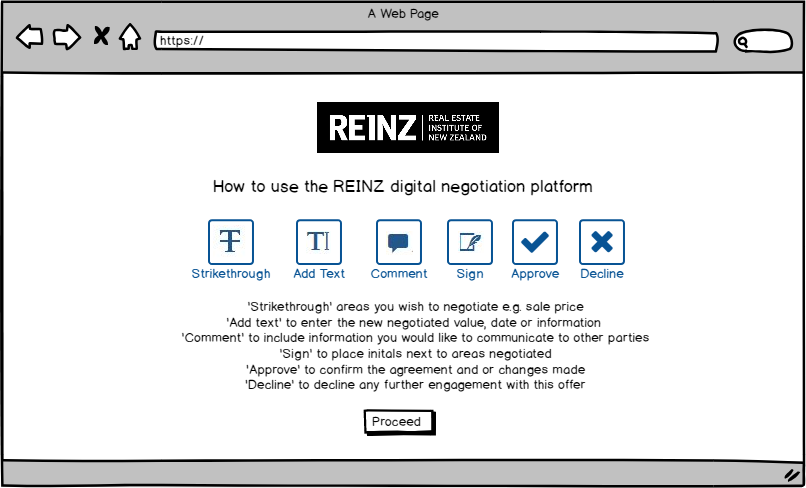 A Web Page
https://
REINZ
REAL ESTATE
INSTITUTE OF
NEW ZEALAND
How to use the REINZ digital negotiation platform
Strikethrough
Add Text
Comment
Sign
Approve
Decline
'Strikethrough' areas you wish to negotiate e.g. sale price
'Add text' to enter the new negotiated value, date or information
'Comment' to include information you would like to communicate to other parties
'Sign' to place initals next to areas negotiated
'Approve' to confirm the agreement and or changes made
'Decline' to decline any further engagement with this offer
Proceed